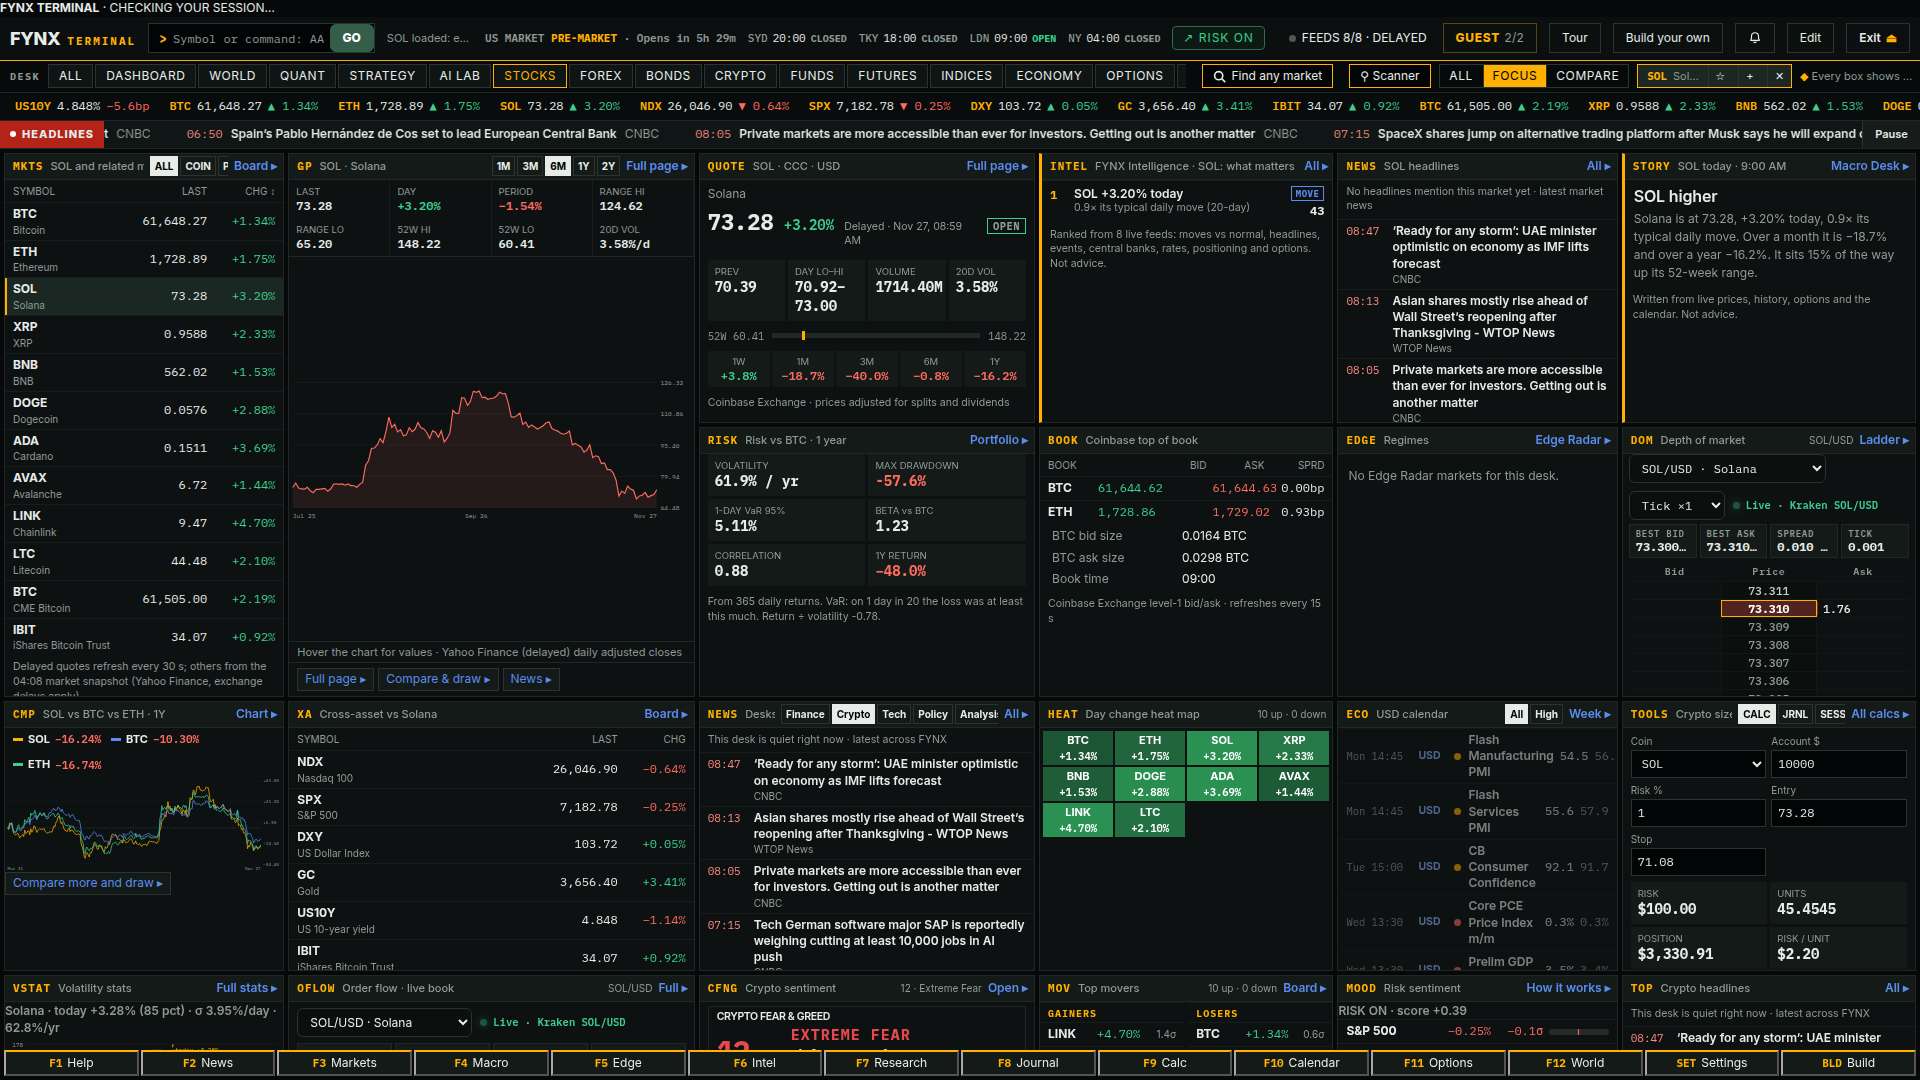 FYNX TERMINAL · CHECKING YOUR SESSION...
FYNX TERMINAL
> Symbol or command: AA GO
SOL loaded: e...
US MARKET PRE-MARKET · Opens in 5h 29m SYD 20:00 CLOSED TKY 18:00 CLOSED LDN 09:00 OPEN NY 04:00 CLOSED
↗ RISK ON FEEDS 8/8 · DELAYED GUEST 2/2 Tour Build your own Edit Exit
DESK ALL DASHBOARD WORLD QUANT STRATEGY AI LAB STOCKS FOREX BONDS CRYPTO FUNDS FUTURES INDICES ECONOMY OPTIONS Find any market Scanner ALL FOCUS COMPARE SOL Sol... ☆ + ✕ ◆ Every box shows ...
US10Y 4.848% −5.6bp BTC 61,648.27 ▲ 1.34% ETH 1,728.89 ▲ 1.75% SOL 73.28 ▲ 3.20% NDX 26,046.90 ▼ 0.64% SPX 7,182.78 ▼ 0.25% DXY 103.72 ▲ 0.05% GC 3,656.40 ▲ 3.41% IBIT 34.07 ▲ 0.92% BTC 61,505.00 ▲ 2.19% XRP 0.9588 ▲ 2.33% BNB 562.02 ▲ 1.53% DOGE
HEADLINES t CNBC 06:50 Spain's Pablo Hernández de Cos set to lead European Central Bank CNBC 08:05 Private markets are more accessible than ever for investors. Getting out is another matter CNBC 07:15 SpaceX shares jump on alternative trading platform after Musk says he will expand Pause
MKTS SOL and related ALL COIN Board ▸
SYMBOL LAST CHG ↕
BTC Bitcoin 61,648.27 +1.34%
ETH Ethereum 1,728.89 +1.75%
SOL Solana 73.28 +3.20%
XRP XRP 0.9588 +2.33%
BNB BNB 562.02 +1.53%
DOGE Dogecoin 0.0576 +2.88%
ADA Cardano 0.1511 +3.69%
AVAX Avalanche 6.72 +1.44%
LINK Chainlink 9.47 +4.70%
LTC Litecoin 44.48 +2.10%
BTC CME Bitcoin 61,505.00 +2.19%
IBIT iShares Bitcoin Trust 34.07 +0.92%
Delayed quotes refresh every 30 s; others from the
04:08 market snapshot (Yahoo Finance, exchange
delays apply)
GP SOL · Solana 1M 3M 6M 1Y 2Y Full page ▸
LAST DAY PERIOD RANGE HI
73.28 +3.20% −1.54% 124.62
RANGE LO 52W HI 52W LO 20D VOL
65.20 148.22 60.41 3.58%/d
126.32
110.86
95.40
79.94
64.48
Jul 25 Sep 26 Nov 27
Hover the chart for values · Yahoo Finance (delayed) daily adjusted closes
Full page ▸ Compare & draw ▸ News ▸
QUOTE SOL · CCC · USD Full page ▸
Solana
73.28 +3.20% Delayed · Nov 27, 08:59 AM OPEN
PREV DAY LO–HI VOLUME 20D VOL
70.39 70.92–73.00 1714.40M 3.58%
52W 60.41 148.22
1W 1M 3M 6M 1Y
+3.8% −18.7% −40.0% −0.8% −16.2%
Coinbase Exchange · prices adjusted for splits and dividends
INTEL FYNX Intelligence · SOL: what matters All ▸
1 SOL +3.20% today MOVE
0.9× its typical daily move (20-day) 43
Ranked from 8 live feeds: moves vs normal, headlines,
events, central banks, rates, positioning and options.
Not advice.
NEWS SOL headlines All ▸
No headlines mention this market yet · latest market
news
08:47 ‘Ready for any storm’: UAE minister
optimistic on economy as IMF lifts
forecast
CNBC
08:13 Asian shares mostly rise ahead of
Wall Street's reopening after
Thanksgiving - WTOP News
WTOP News
08:05 Private markets are more accessible
than ever for investors. Getting out is
another matter
CNBC
STORY SOL today · 9:00 AM Macro Desk ▸
SOL higher
Solana is at 73.28, +3.20% today, 0.9× its
typical daily move. Over a month it is −18.7%
and over a year −16.2%. It sits 15% of the way
up its 52-week range.
Written from live prices, history, options and the
calendar. Not advice.
RISK Risk vs BTC · 1 year Portfolio ▸
VOLATILITY MAX DRAWDOWN
61.9% / yr -57.6%
1-DAY VaR 95% BETA vs BTC
5.11% 1.23
CORRELATION 1Y RETURN
0.88 −48.0%
From 365 daily returns. VaR: on 1 day in 20 the loss was at least
this much. Return ÷ volatility -0.78.
BOOK Coinbase top of book
BOOK BID ASK SPRD
BTC 61,644.62 61,644.63 0.00bp
ETH 1,728.86 1,729.02 0.93bp
BTC bid size 0.0164 BTC
BTC ask size 0.0298 BTC
Book time 09:00
Coinbase Exchange level-1 bid/ask · refreshes every 15
s
EDGE Regimes Edge Radar ▸
No Edge Radar markets for this desk.
DOM Depth of market SOL/USD Ladder ▸
SOL/USD · Solana
Tick ×1 Live · Kraken SOL/USD
BEST BID BEST ASK SPREAD TICK
73.300… 73.310… 0.010 … 0.001
Bid Price Ask
73.311
73.310 1.76
73.309
73.308
73.307
73.306
CMP SOL vs BTC vs ETH · 1Y Chart ▸
SOL −16.24% BTC −10.30%
ETH −16.74%
Compare more and draw ▸
XA Cross-asset vs Solana Board ▸
SYMBOL LAST CHG
NDX Nasdaq 100 26,046.90 −0.64%
SPX S&P 500 7,182.78 −0.25%
DXY US Dollar Index 103.72 +0.05%
GC Gold 3,656.40 +3.41%
US10Y US 10-year yield 4.848 −1.14%
IBIT iShares Bitcoin Trust 34.07 +0.92%
NEWS Desks Finance Crypto Tech Policy Analysis All ▸
This desk is quiet right now · latest across FYNX
08:47 ‘Ready for any storm’: UAE minister optimistic
on economy as IMF lifts forecast
CNBC
08:13 Asian shares mostly rise ahead of Wall Street's
reopening after Thanksgiving - WTOP News
WTOP News
08:05 Private markets are more accessible than ever
for investors. Getting out is another matter
CNBC
07:15 Tech German software major SAP is reportedly
weighing cutting at least 10,000 jobs in AI
push
HEAT Day change heat map 10 up · 0 down
BTC ETH SOL XRP
+1.34% +1.75% +3.20% +2.33%
BNB DOGE ADA AVAX
+1.53% +2.88% +3.69% +1.44%
LINK LTC
+4.70% +2.10%
ECO USD calendar All High Week ▸
Mon 14:45 USD Flash Manufacturing PMI 54.5 56.
Mon 14:45 USD Flash Services PMI 55.6 57.9
Tue 15:00 USD CB Consumer Confidence 92.1 91.7
Wed 13:30 USD Core PCE Price Index m/m 0.3% 0.3%
Wed 13:30 USD Prelim GDP 3.5% 3.4%
TOOLS Crypto size CALC JRNL SESS All calcs ▸
Coin Account $
SOL 10000
Risk % Entry
1 73.28
Stop
71.08
RISK UNITS
$100.00 45.4545
POSITION RISK / UNIT
$3,330.91 $2.20
VSTAT Volatility stats Full stats ▸
Solana · today +3.28% (85 pct) · σ 3.95%/day ·
62.8%/yr
OFLOW Order flow · live book SOL/USD Full ▸
SOL/USD · Solana Live · Kraken SOL/USD
CFNG Crypto sentiment 12 · Extreme Fear Open ▸
CRYPTO FEAR & GREED
12 EXTREME FEAR
MOV Top movers 10 up · 0 down Board ▸
GAINERS LOSERS
LINK +4.70% 1.4σ BTC +1.34% 0.6σ
MOOD Risk sentiment How it works ▸
RISK ON · score +0.39
S&P 500 −0.25% −0.1σ
TOP Crypto headlines All ▸
This desk is quiet right now · latest across FYNX
08:47 ‘Ready for any storm’: UAE minister
F1 Help F2 News F3 Markets F4 Macro F5 Edge F6 Intel F7 Research F8 Journal F9 Calc F10 Calendar F11 Options F12 World SET Settings BLD Build